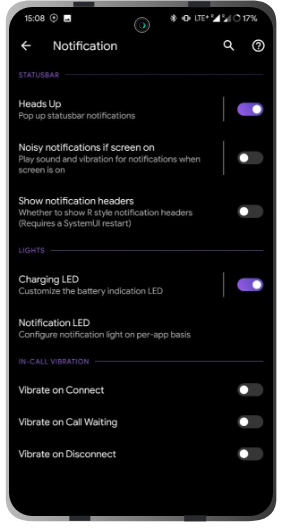 15:08 LTE+ 17%
Notification
STATUSBAR
Heads Up
Pop up statusbar notifications
Noisy notifications if screen on
Play sound and vibration for notifications when
screen is on
Show notification headers
Whether to show R style notification headers
(Requires a SystemUI restart)
LIGHTS
Charging LED
Customize the battery indication LED
Notification LED
Configure notification light on per-app basis
IN-CALL VIBRATION
Vibrate on Connect
Vibrate on Call Waiting
Vibrate on Disconnect